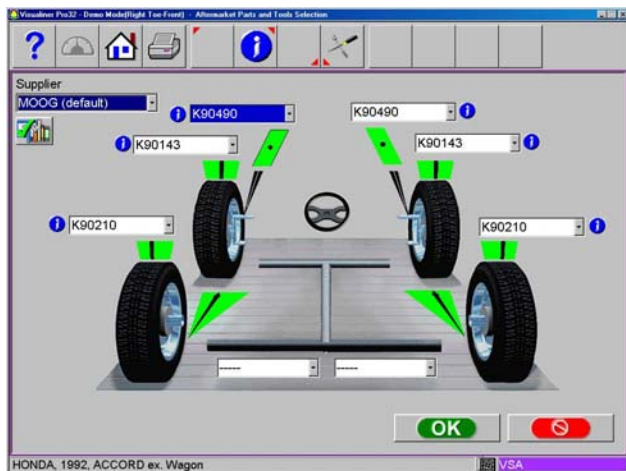 Visualiner Pro32 - Demo Mode(Right Toe-Front) - Aftermarket Parts and Tools Selection
Supplier
MOOG (default)
K90490
K90490
K90143
K90143
K90210
K90210
-----
-----
OK
HONDA, 1992, ACCORD ex. Wagon
VSA